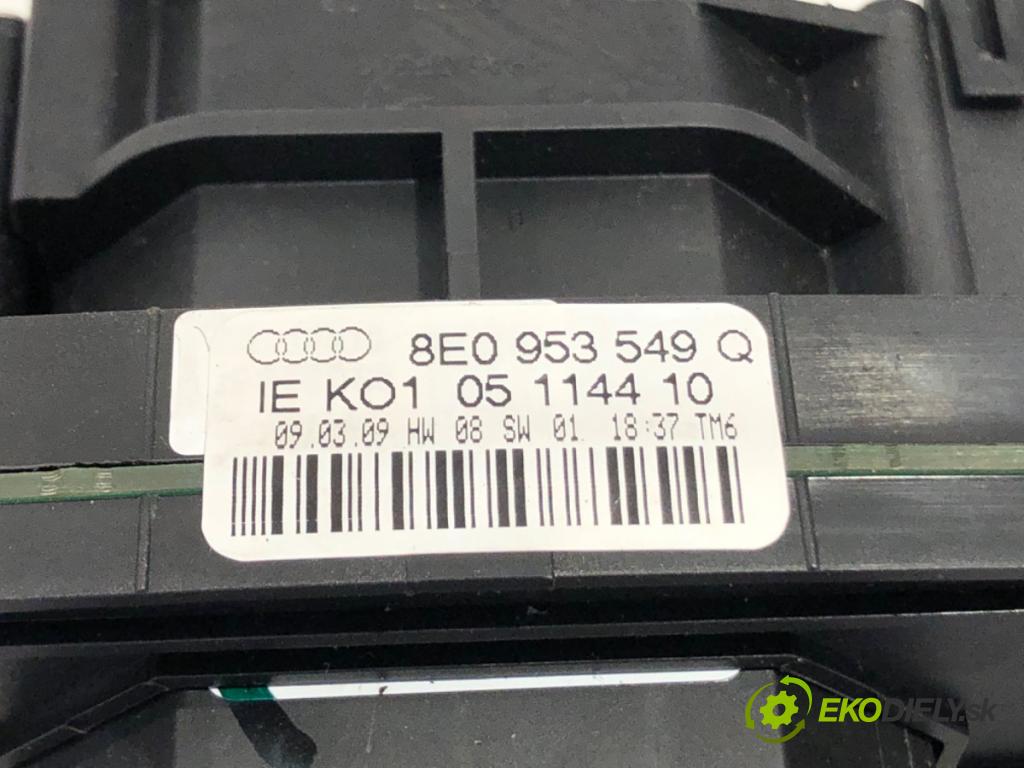 8E0 953 549 Q
IE KO1 05 1144 10
09.03.09 HW 08 SW 01 18:37 TM6
EKODIELY.sk